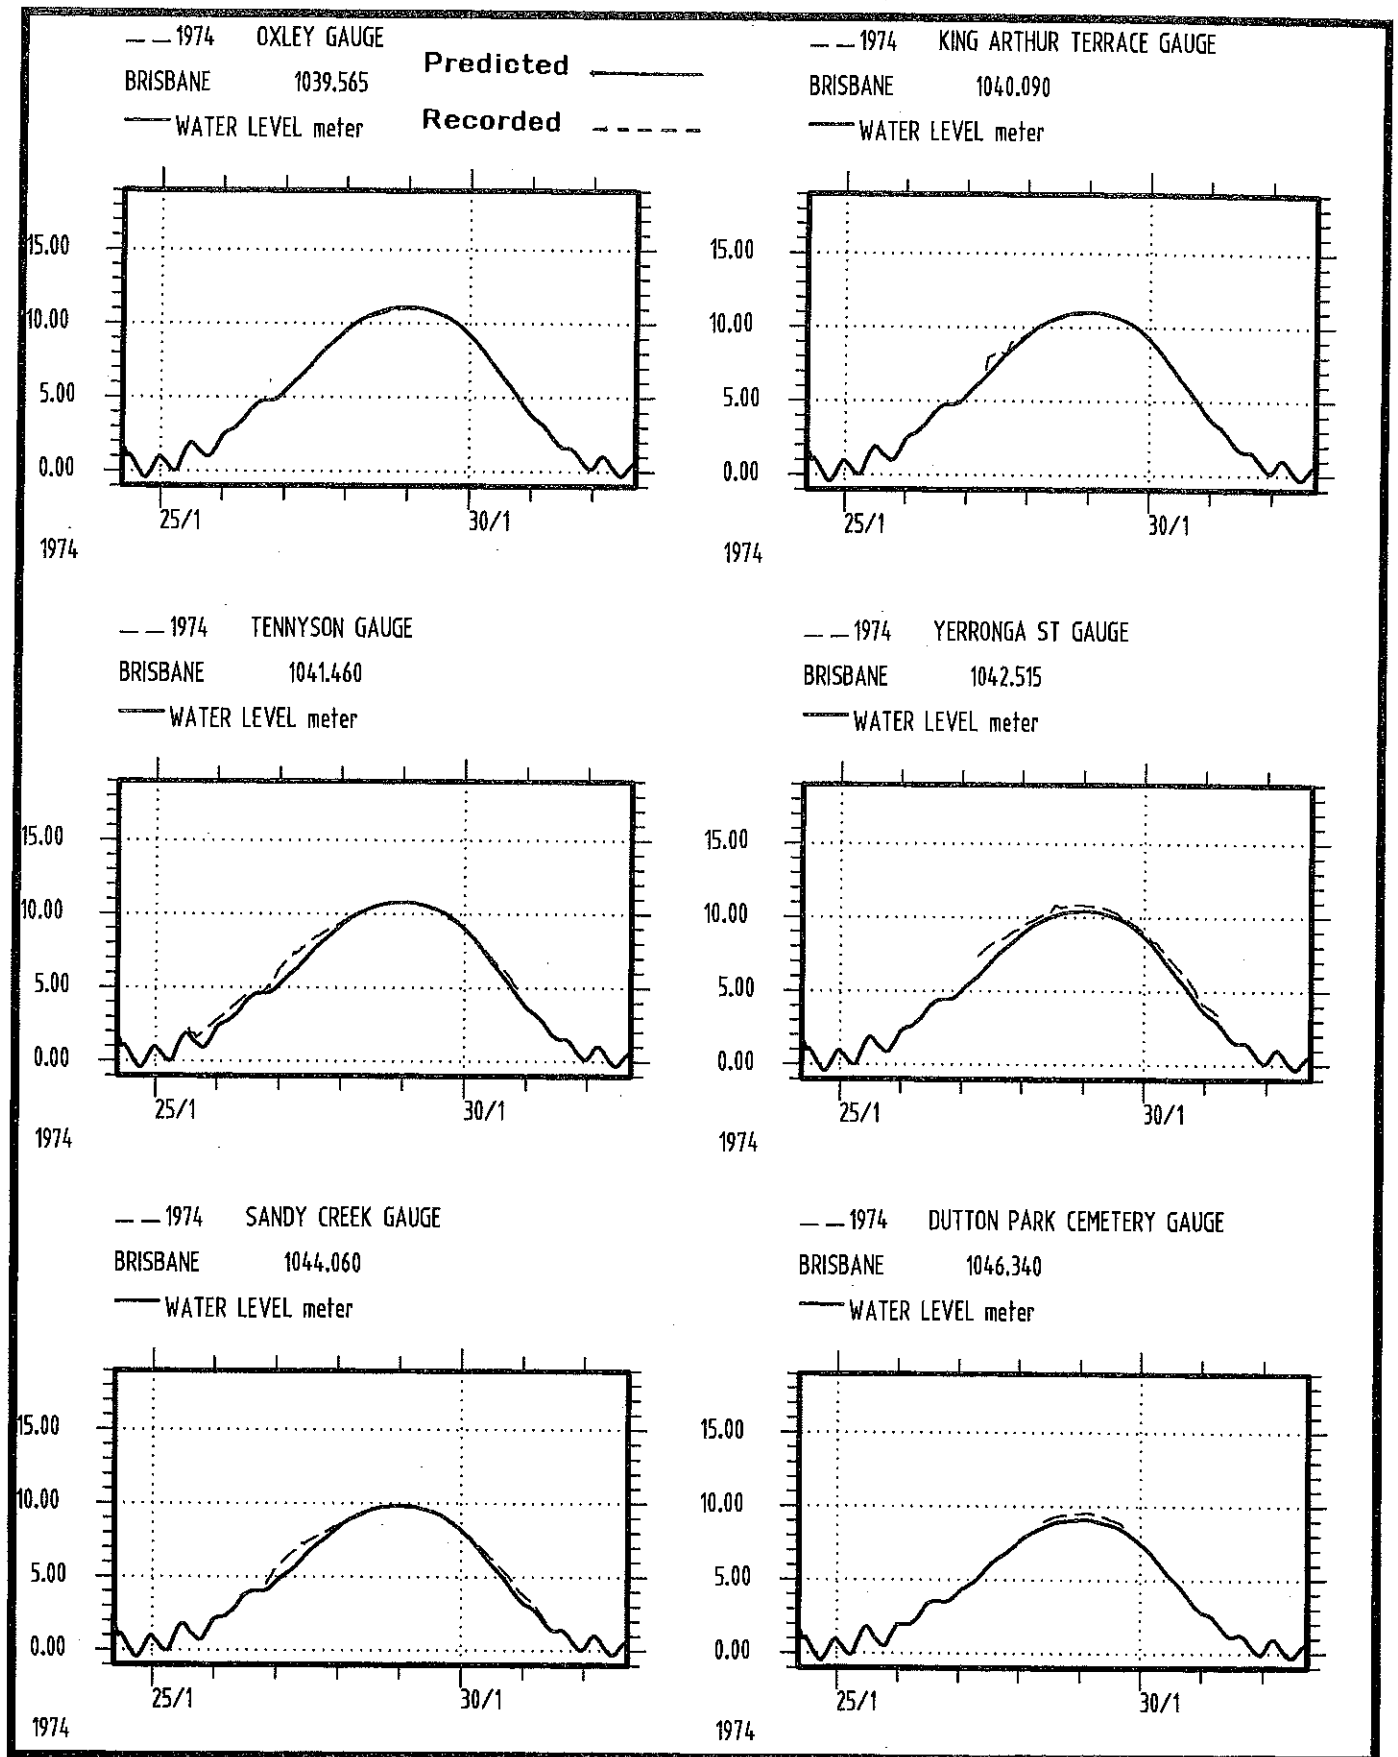 — — 1974 OXLEY GAUGE
BRISBANE 1039.565
WATER LEVEL meter
Predicted
Recorded
15.00
10.00
5.00
0.00
25/1 30/1
1974
— — 1974 KING ARTHUR TERRACE GAUGE
BRISBANE 1040.090
WATER LEVEL meter
15.00
10.00
5.00
0.00
25/1 30/1
1974
— — 1974 TENNYSON GAUGE
BRISBANE 1041.460
WATER LEVEL meter
15.00
10.00
5.00
0.00
25/1 30/1
1974
— — 1974 YERRONGA ST GAUGE
BRISBANE 1042.515
WATER LEVEL meter
15.00
10.00
5.00
0.00
25/1 30/1
1974
— — 1974 SANDY CREEK GAUGE
BRISBANE 1044.060
WATER LEVEL meter
15.00
10.00
5.00
0.00
25/1 30/1
1974
— — 1974 DUTTON PARK CEMETERY GAUGE
BRISBANE 1046.340
WATER LEVEL meter
15.00
10.00
5.00
0.00
25/1 30/1
1974